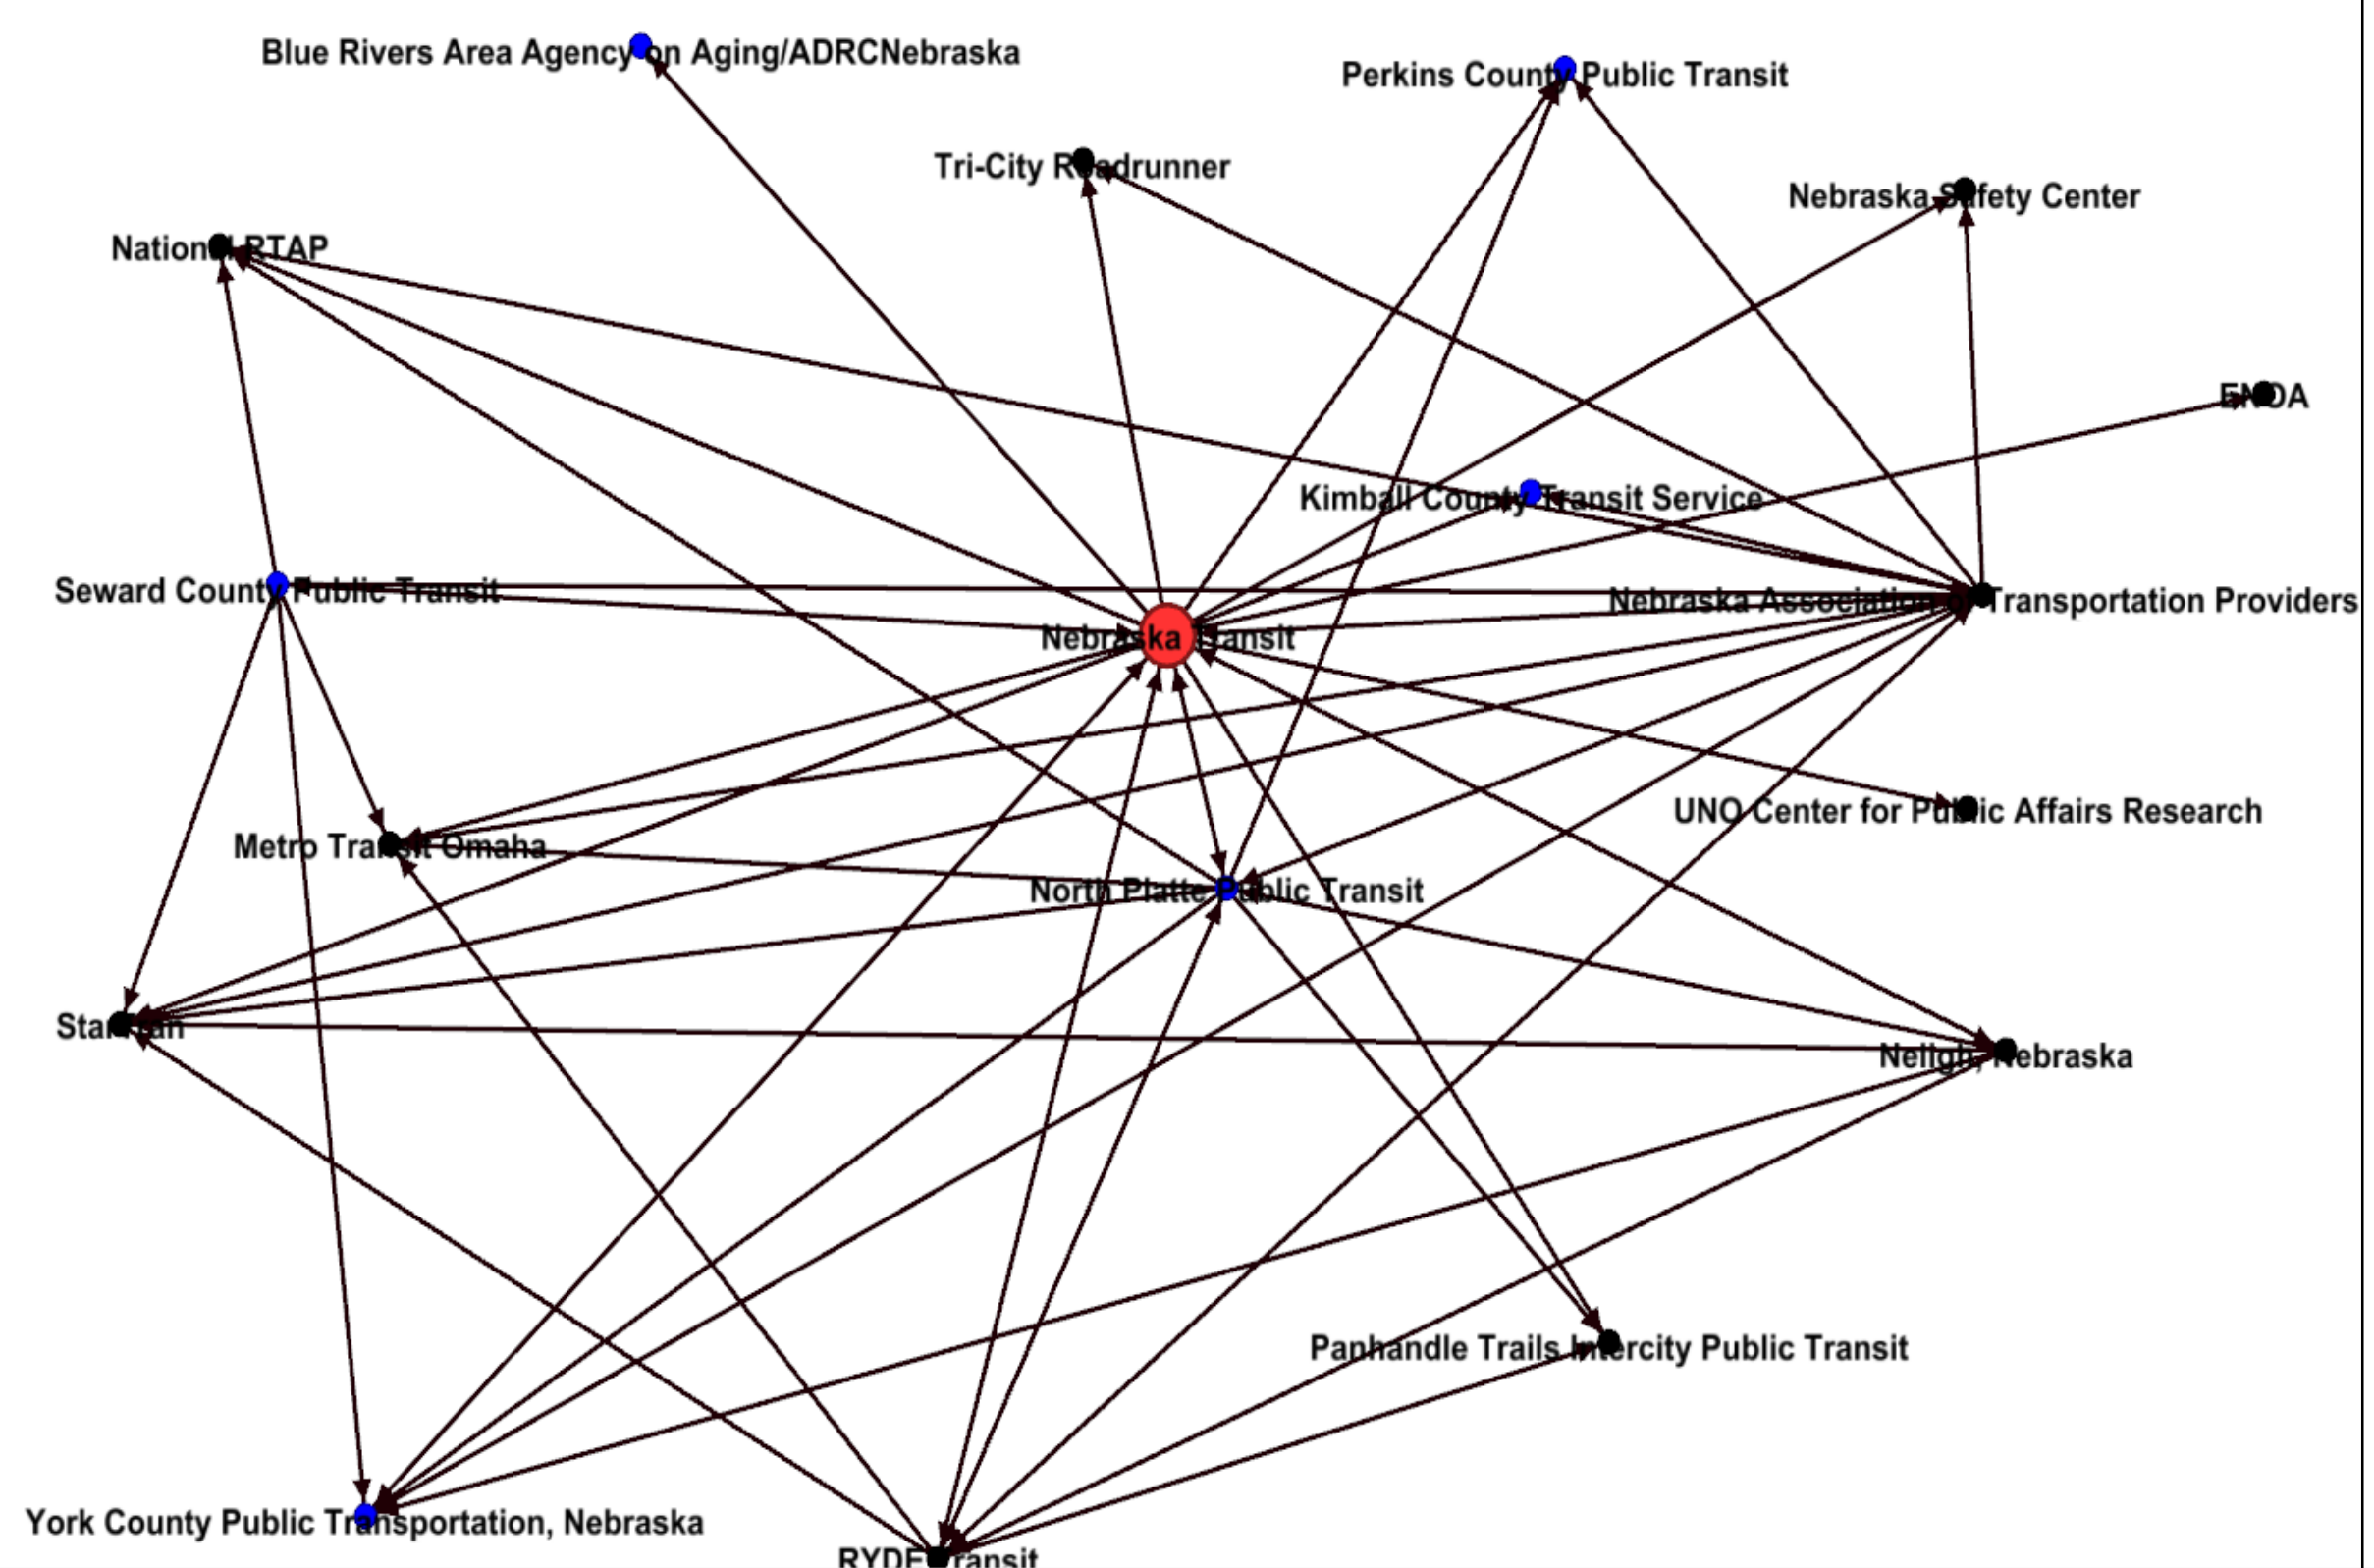 Blue Rivers Area Agency on Aging/ADRCNebraska
Perkins County Public Transit
Tri-City Roadrunner
Nebraska Safety Center
National RTAP
ENOA
Kimball County Transit Service
Seward County Public Transit
Nebraska Association of Transportation Providers
Nebraska Transit
UNO Center for Public Affairs Research
Metro Transit Omaha
North Platte Public Transit
StarTran
Neligh, Nebraska
Panhandle Trails Intercity Public Transit
York County Public Transportation, Nebraska
RYDE Transit